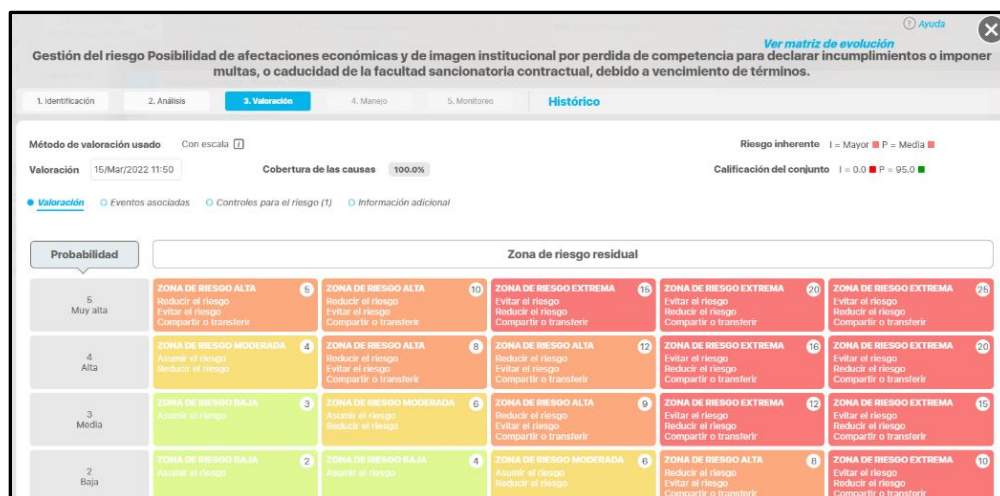 Ayuda
Ver matriz de evolución
Gestión del riesgo Posibilidad de afectaciones económicas y de imagen institucional por perdida de competencia para declarar incumplimientos o imponer
multas, o caducidad de la facultad sancionatoria contractual, debido a vencimiento de términos.
1. Identificación 2. Análisis 3. Valoración 4. Manejo 5. Monitoreo Histórico
Método de valoración usado Con escala i Riesgo inherente I = Mayor P = Media
Valoración 15/Mar/2022 11:50 Cobertura de las causas 100.0% Calificación del conjunto I = 0.0 P = 95.0
Valoración Eventos asociadas Controles para el riesgo (1) Información adicional
Probabilidad Zona de riesgo residual
ZONA DE RIESGO ALTA 5 ZONA DE RIESGO ALTA 10 ZONA DE RIESGO EXTREMA 15 ZONA DE RIESGO EXTREMA 20 ZONA DE RIESGO EXTREMA 25
5 Reducir el riesgo Reducir el riesgo Evitar el riesgo Evitar el riesgo Evitar el riesgo
Muy alta Evitar el riesgo Evitar el riesgo Reducir el riesgo Reducir el riesgo Reducir el riesgo
Compartir o transferir Compartir o transferir Compartir o transferir Compartir o transferir Compartir o transferir
ZONA DE RIESGO MODERADA 4 ZONA DE RIESGO ALTA 8 ZONA DE RIESGO ALTA 12 ZONA DE RIESGO EXTREMA 16 ZONA DE RIESGO EXTREMA 20
4 Asumir el riesgo Reducir el riesgo Reducir el riesgo Evitar el riesgo Evitar el riesgo
Alta Reducir el riesgo Evitar el riesgo Evitar el riesgo Reducir el riesgo Reducir el riesgo
Compartir o transferir Compartir o transferir Compartir o transferir Compartir o transferir
ZONA DE RIESGO BAJA 3 ZONA DE RIESGO MODERADA 6 ZONA DE RIESGO ALTA 9 ZONA DE RIESGO EXTREMA 12 ZONA DE RIESGO EXTREMA 15
3 Asumir el riesgo Asumir el riesgo Reducir el riesgo Evitar el riesgo Evitar el riesgo
Media Reducir el riesgo Evitar el riesgo Reducir el riesgo Reducir el riesgo
Compartir o transferir Compartir o transferir Compartir o transferir
ZONA DE RIESGO BAJA 2 ZONA DE RIESGO BAJA 4 ZONA DE RIESGO MODERADA 6 ZONA DE RIESGO ALTA 8 ZONA DE RIESGO EXTREMA 10
2 Asumir el riesgo Asumir el riesgo Asumir el riesgo Reducir el riesgo Evitar el riesgo
Baja Reducir el riesgo Evitar el riesgo Reducir el riesgo
Compartir o transferir Compartir o transferir